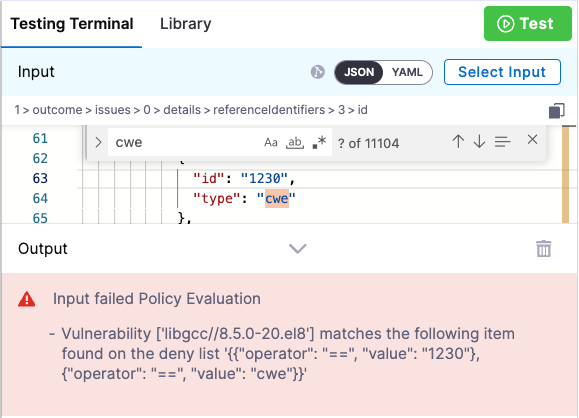 Testing Terminal Library Test
Input JSON YAML Select Input
1 > outcome > issues > 0 > details > referenceIdentifiers > 3 > id
61
cwe Aa ab .* ? of 11104
62 {
63 "id": "1230",
64 "type": "cwe"
65 },
Output
Input failed Policy Evaluation
- Vulnerability ['libgcc//8.5.0-20.el8'] matches the following item
found on the deny list '{{"operator": "==", "value": "1230"},
{"operator": "==", "value": "cwe"}}'